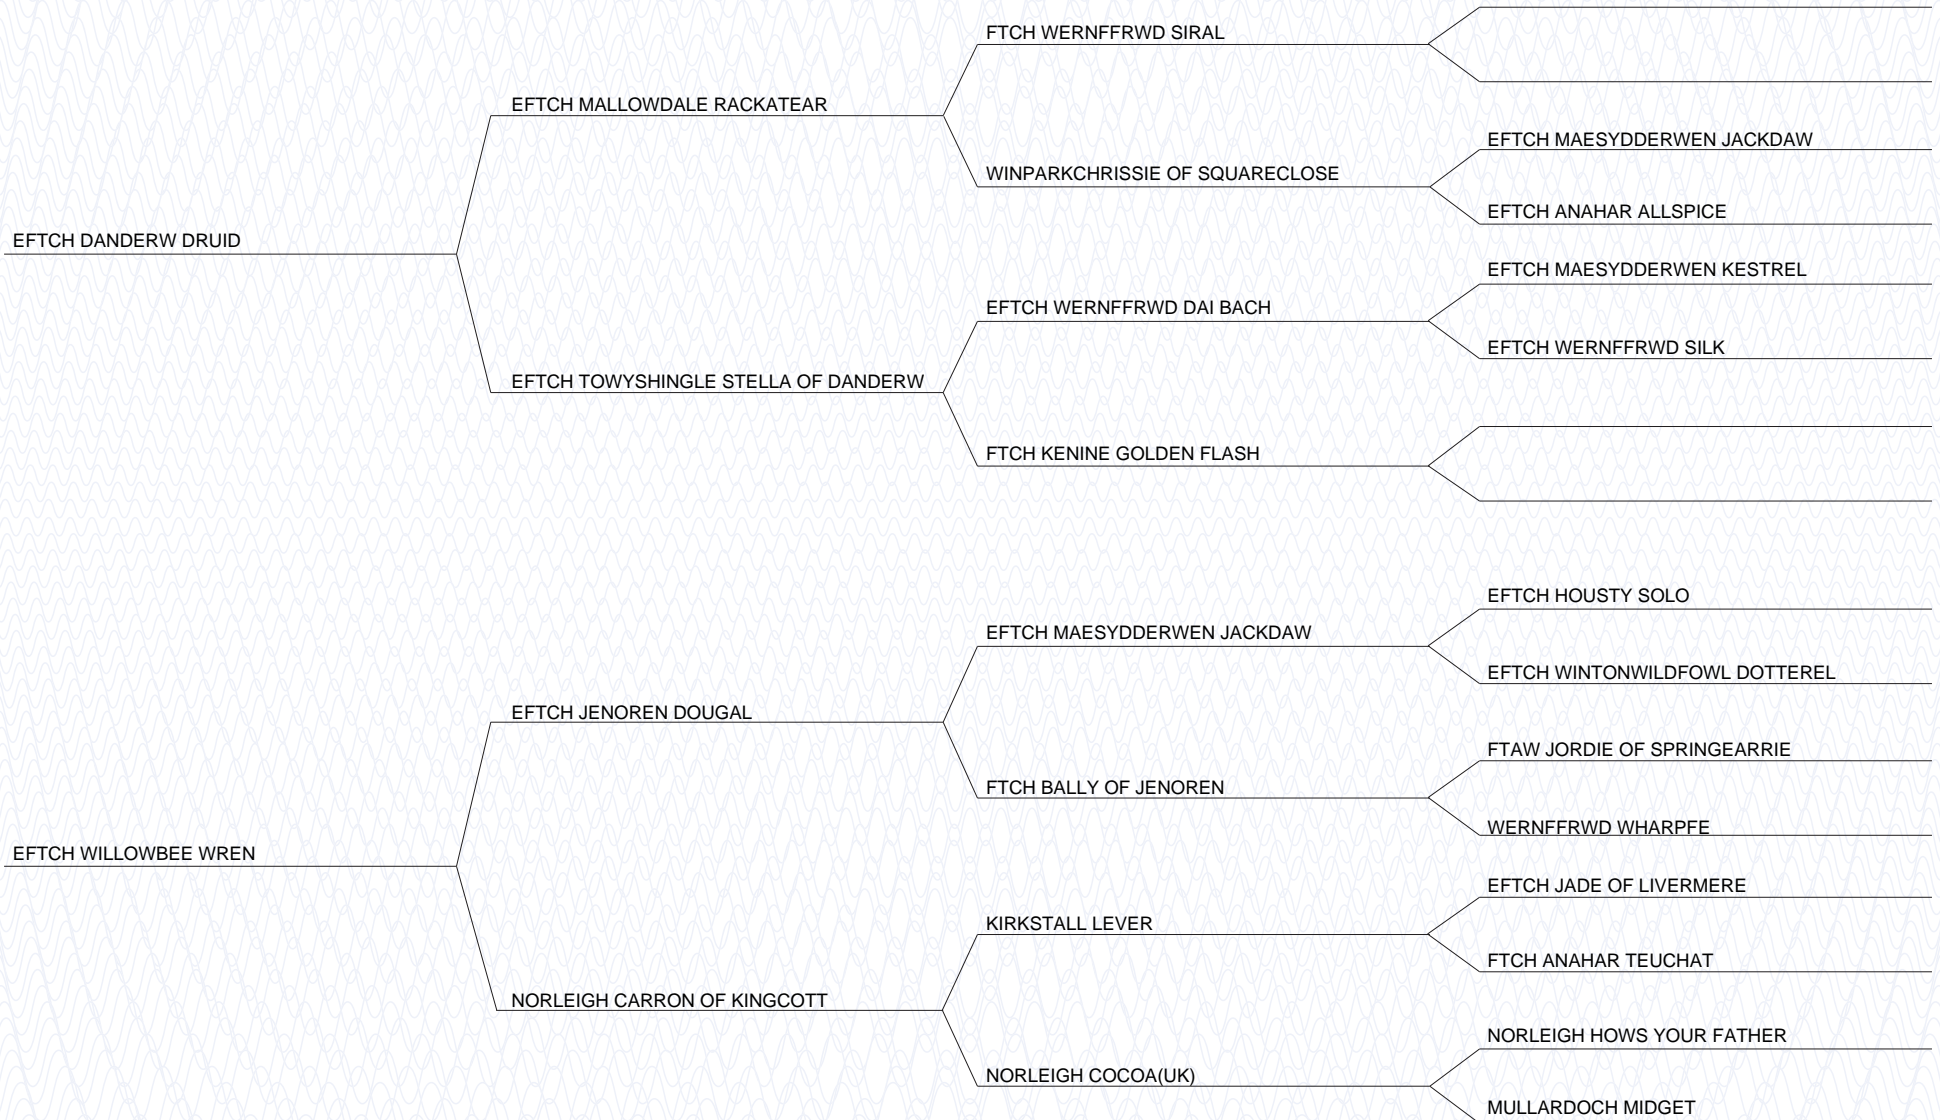 FTCH WERNFFRWD SIRAL
EFTCH MALLOWDALE RACKATEAR
EFTCH MAESYDDERWEN JACKDAW
WINPARKCHRISSIE OF SQUARECLOSE
EFTCH ANAHAR ALLSPICE
EFTCH DANDERW DRUID
EFTCH MAESYDDERWEN KESTREL
EFTCH WERNFFRWD DAI BACH
EFTCH WERNFFRWD SILK
EFTCH TOWYSHINGLE STELLA OF DANDERW
FTCH KENINE GOLDEN FLASH
EFTCH HOUSTY SOLO
EFTCH MAESYDDERWEN JACKDAW
EFTCH WINTONWILDFOWL DOTTEREL
EFTCH JENOREN DOUGAL
FTAW JORDIE OF SPRINGEARRIE
FTCH BALLY OF JENOREN
WERNFFRWD WHARPFE
EFTCH WILLOWBEE WREN
EFTCH JADE OF LIVERMERE
KIRKSTALL LEVER
FTCH ANAHAR TEUCHAT
NORLEIGH CARRON OF KINGCOTT
NORLEIGH HOWS YOUR FATHER
NORLEIGH COCOA(UK)
MULLARDOCH MIDGET